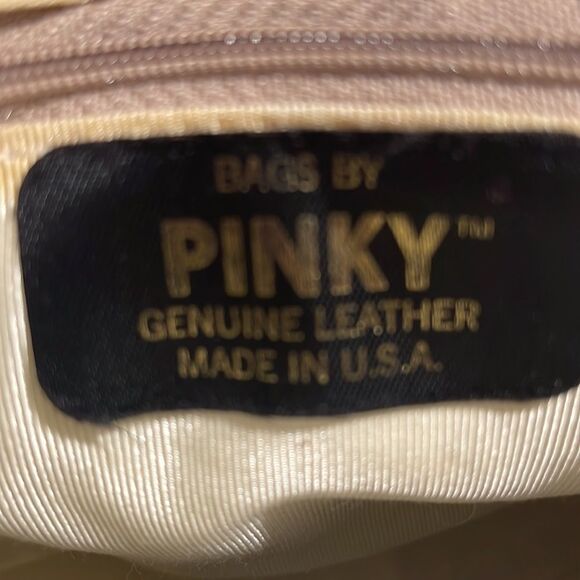 BAGS BY
PINKY™
GENUINE LEATHER
MADE IN U.S.A.